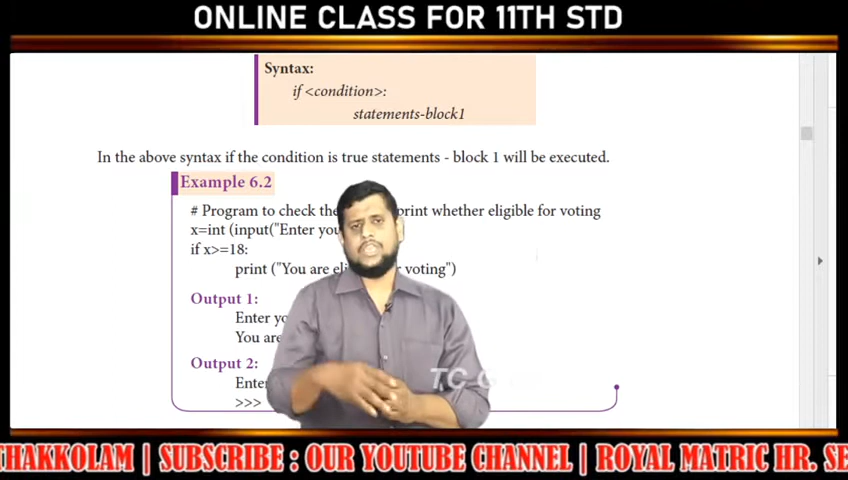 ONLINE CLASS FOR 11TH STD
Syntax:
if <condition>:
statements-block1
In the above syntax if the condition is true statements - block 1 will be executed.
Example 6.2
# Program to check the print whether eligible for voting
x=int (input("Enter you
if x>=18:
print ("You are eli voting")
Output 1:
Enter yo
You are
Output 2:
Enter
>>>
TC G
THAKKOLAM | SUBSCRIBE : OUR YOUTUBE CHANNEL | ROYAL MATRIC HR. SE